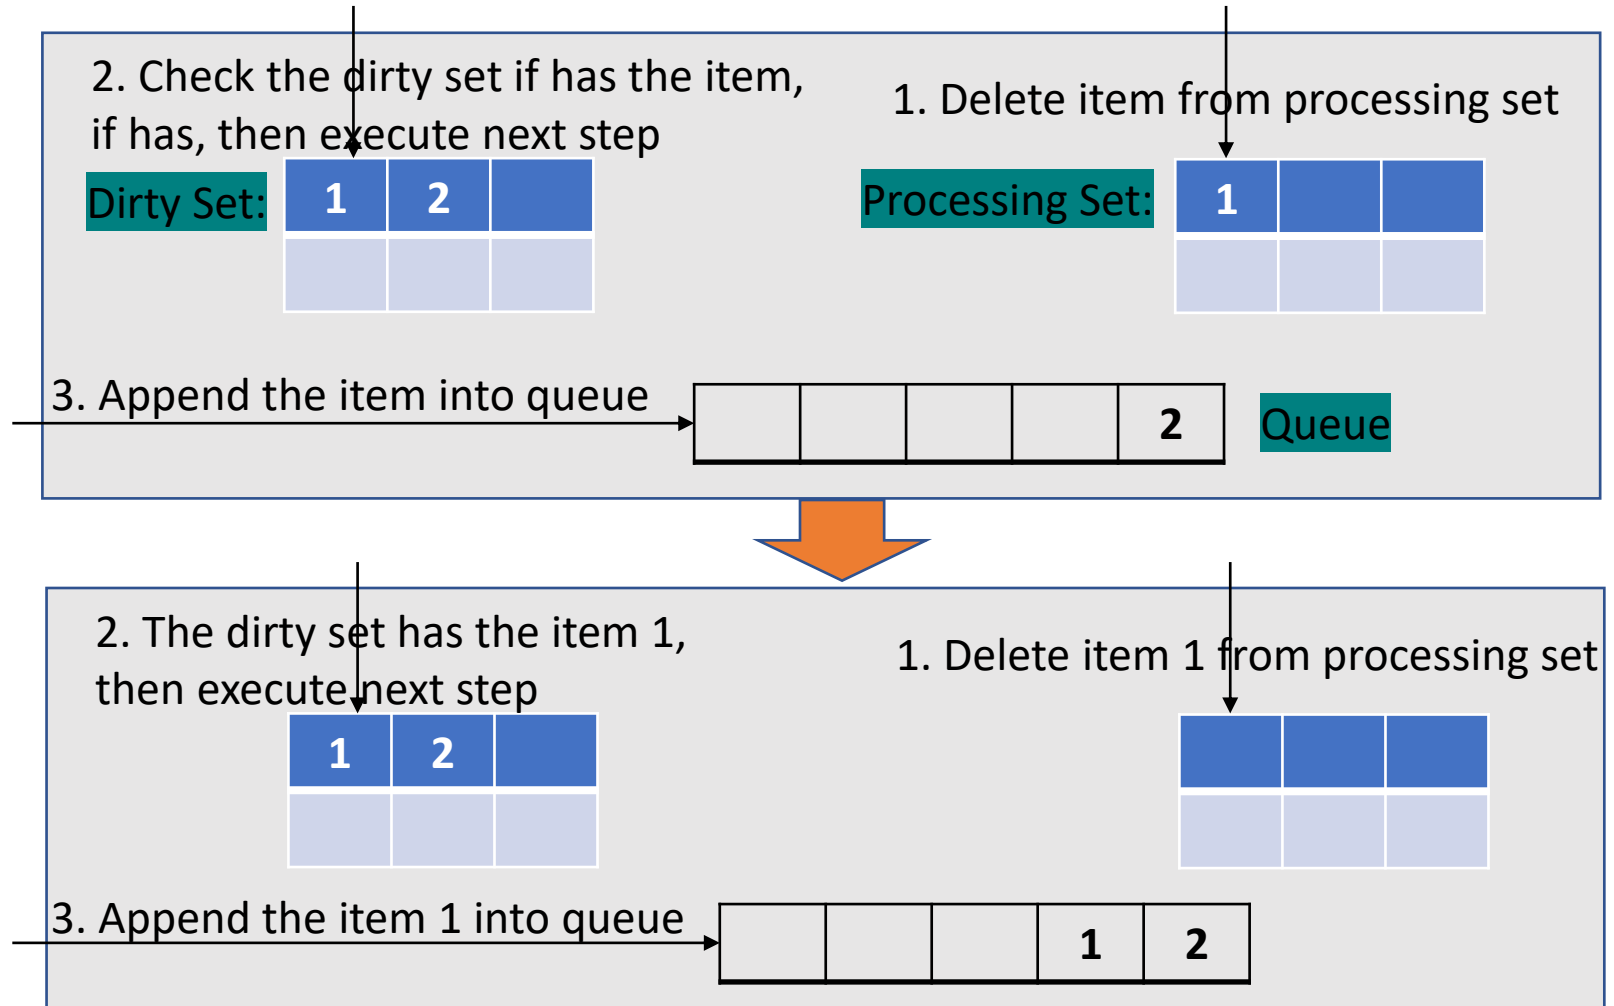 2. Check the dirty set if has the item,
if has, then execute next step
1. Delete item from processing set
Dirty Set:
1 2
Processing Set:
1
3. Append the item into queue
2
Queue
2. The dirty set has the item 1,
then execute next step
1. Delete item 1 from processing set
1 2
3. Append the item 1 into queue
1 2